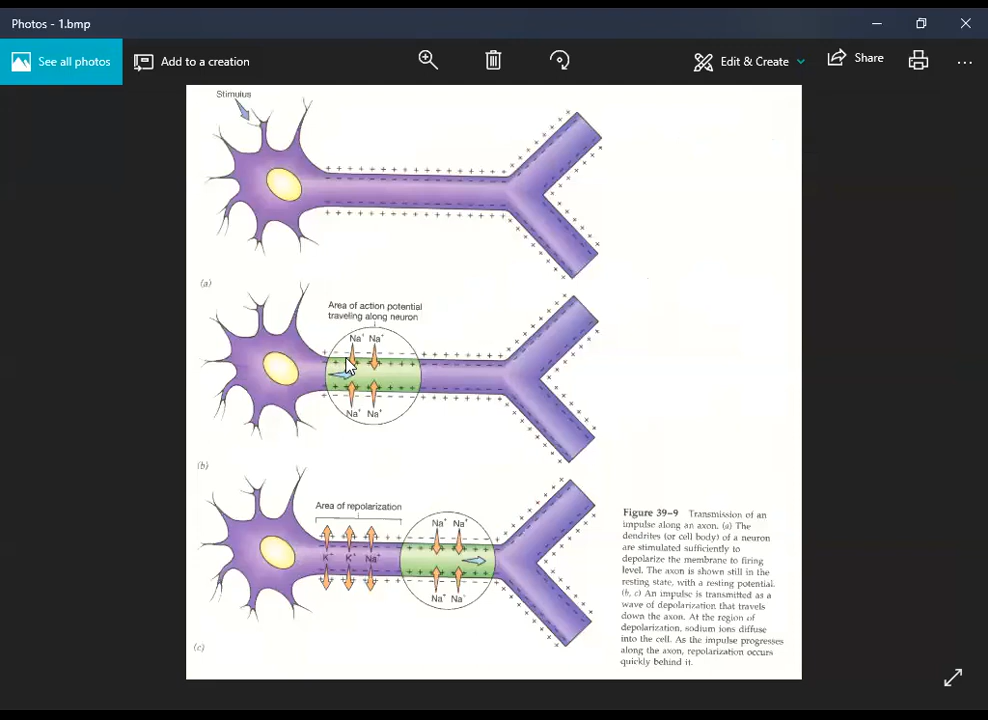 Photos - 1.bmp
See all photos
Add to a creation
Edit & Create
Share
Stimulus
(a)
Area of action potential
traveling along neuron
Na+ Na+
Na+ Na+
(b)
Area of repolarization
Na+ Na+
K+ K+ Na+
Na+ Na+
(c)
Figure 39-9 Transmission of an
impulse along an axon. (a) The
dendrites (or cell body) of a neuron
are stimulated sufficiently to
depolarize the membrane to firing
level. The axon is shown still in the
resting state, with a resting potential.
(b, c) An impulse is transmitted as a
wave of depolarization that travels
down the axon. At the region of
depolarization, sodium ions diffuse
into the cell. As the impulse progresses
along the axon, repolarization occurs
quickly behind it.